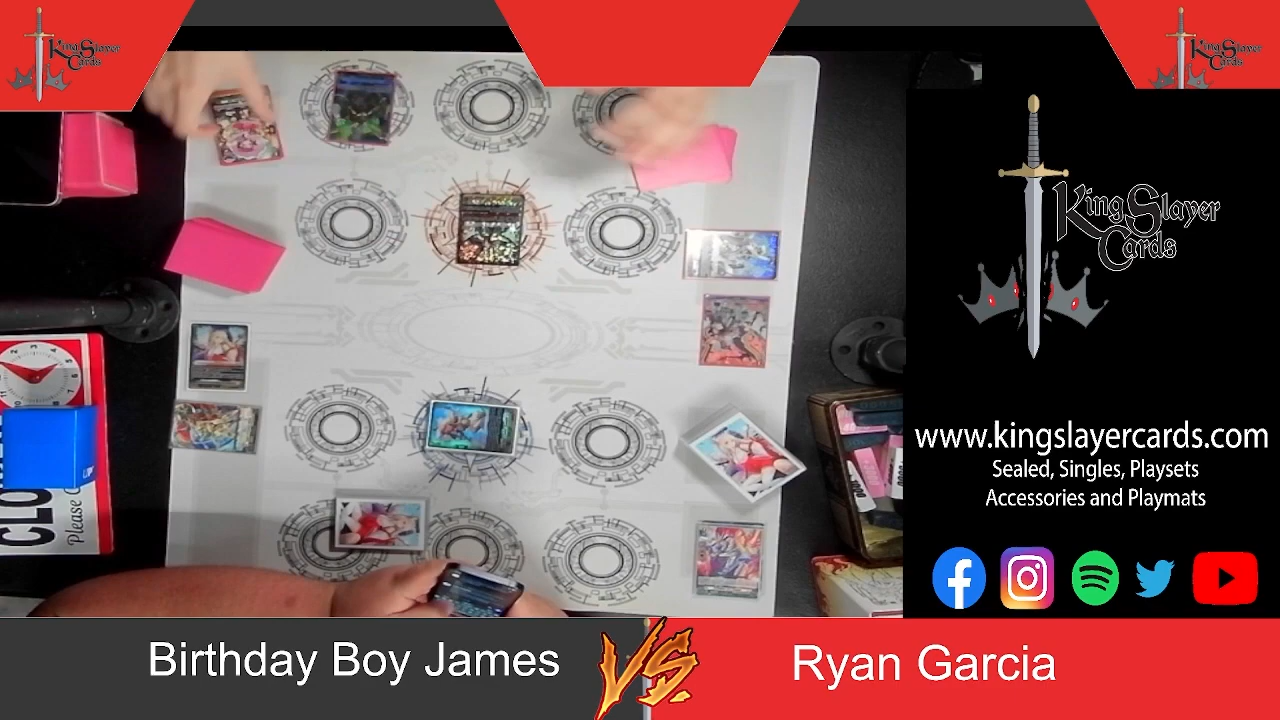 King Slayer
Cards
King Slayer
Cards
King Slayer
Cards
www.kingslayercards.com
Sealed, Singles, Playsets
Accessories and Playmats
CLO
Please
Birthday Boy James
VS
Ryan Garcia